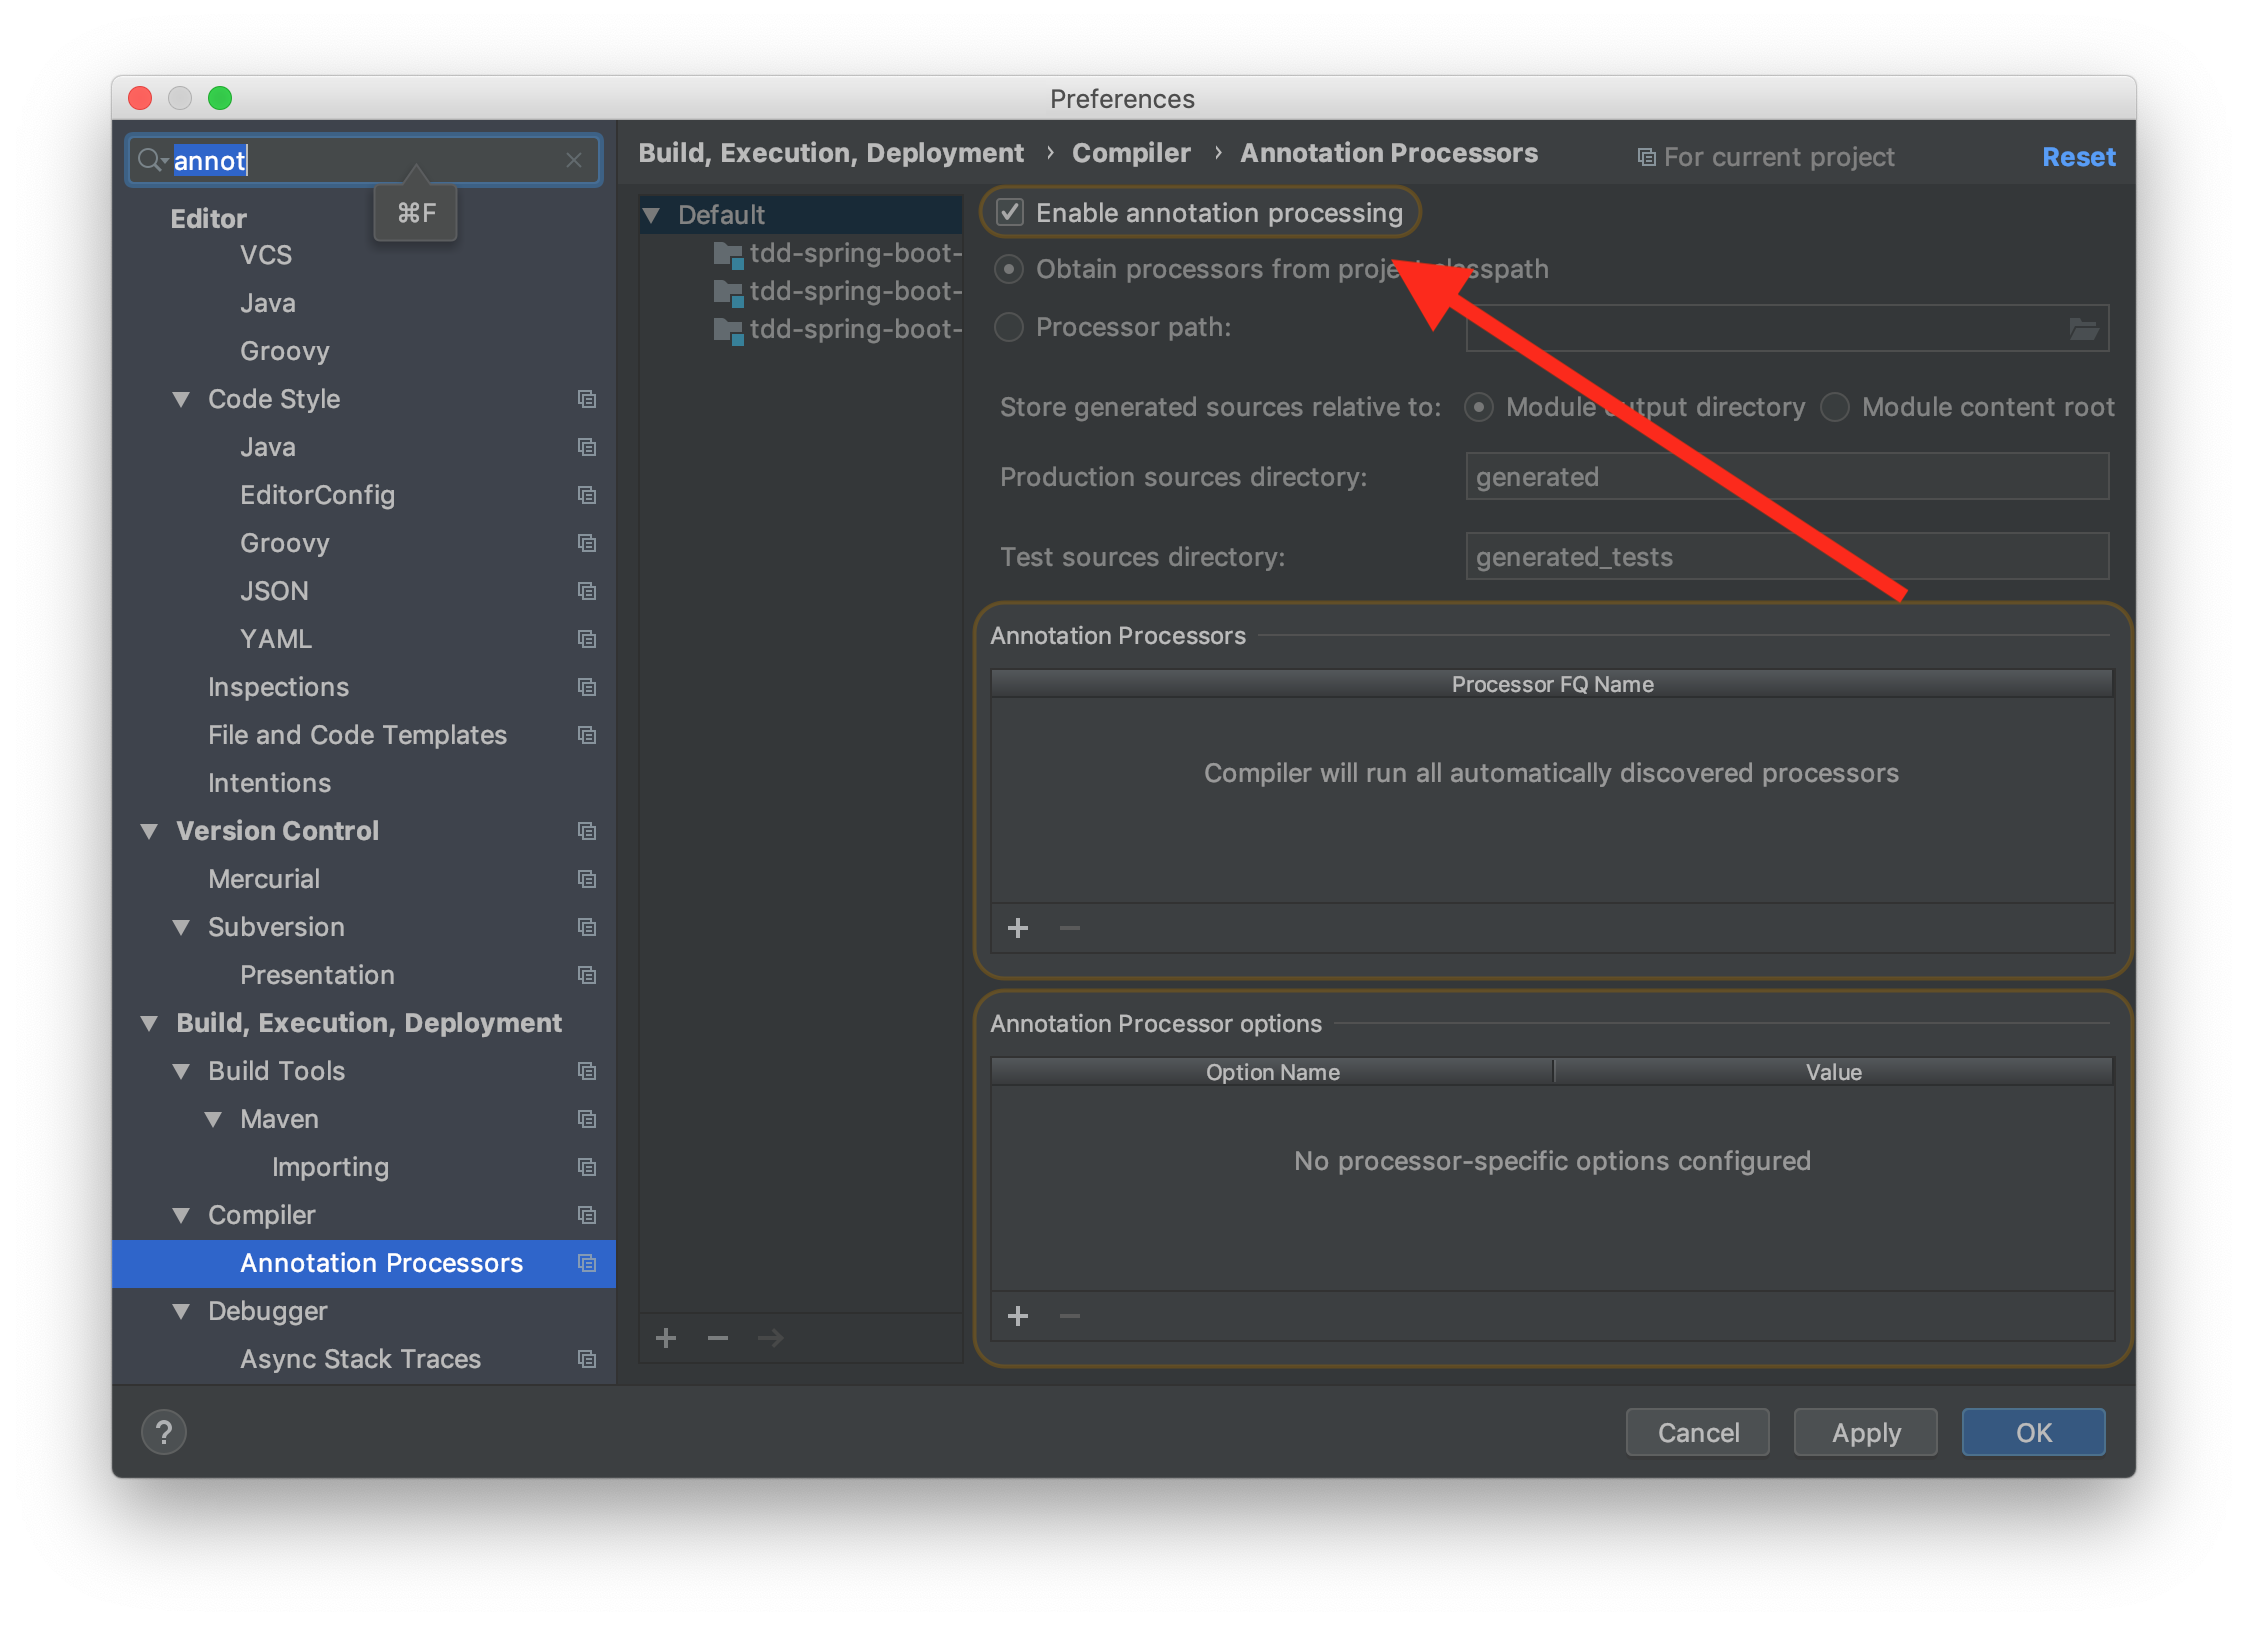 Preferences
annot
⌘F
Editor
VCS
Java
Groovy
Code Style
Java
EditorConfig
Groovy
JSON
YAML
Inspections
File and Code Templates
Intentions
Version Control
Mercurial
Subversion
Presentation
Build, Execution, Deployment
Build Tools
Maven
Importing
Compiler
Annotation Processors
Debugger
Async Stack Traces
Build, Execution, Deployment › Compiler › Annotation Processors
For current project
Reset
Default
tdd-spring-boot-
tdd-spring-boot-
tdd-spring-boot-
Enable annotation processing
Obtain processors from project classpath
Processor path:
Store generated sources relative to: Module output directory Module content root
Production sources directory: generated
Test sources directory: generated_tests
Annotation Processors
Processor FQ Name
Compiler will run all automatically discovered processors
Annotation Processor options
Option Name Value
No processor-specific options configured
?
Cancel
Apply
OK